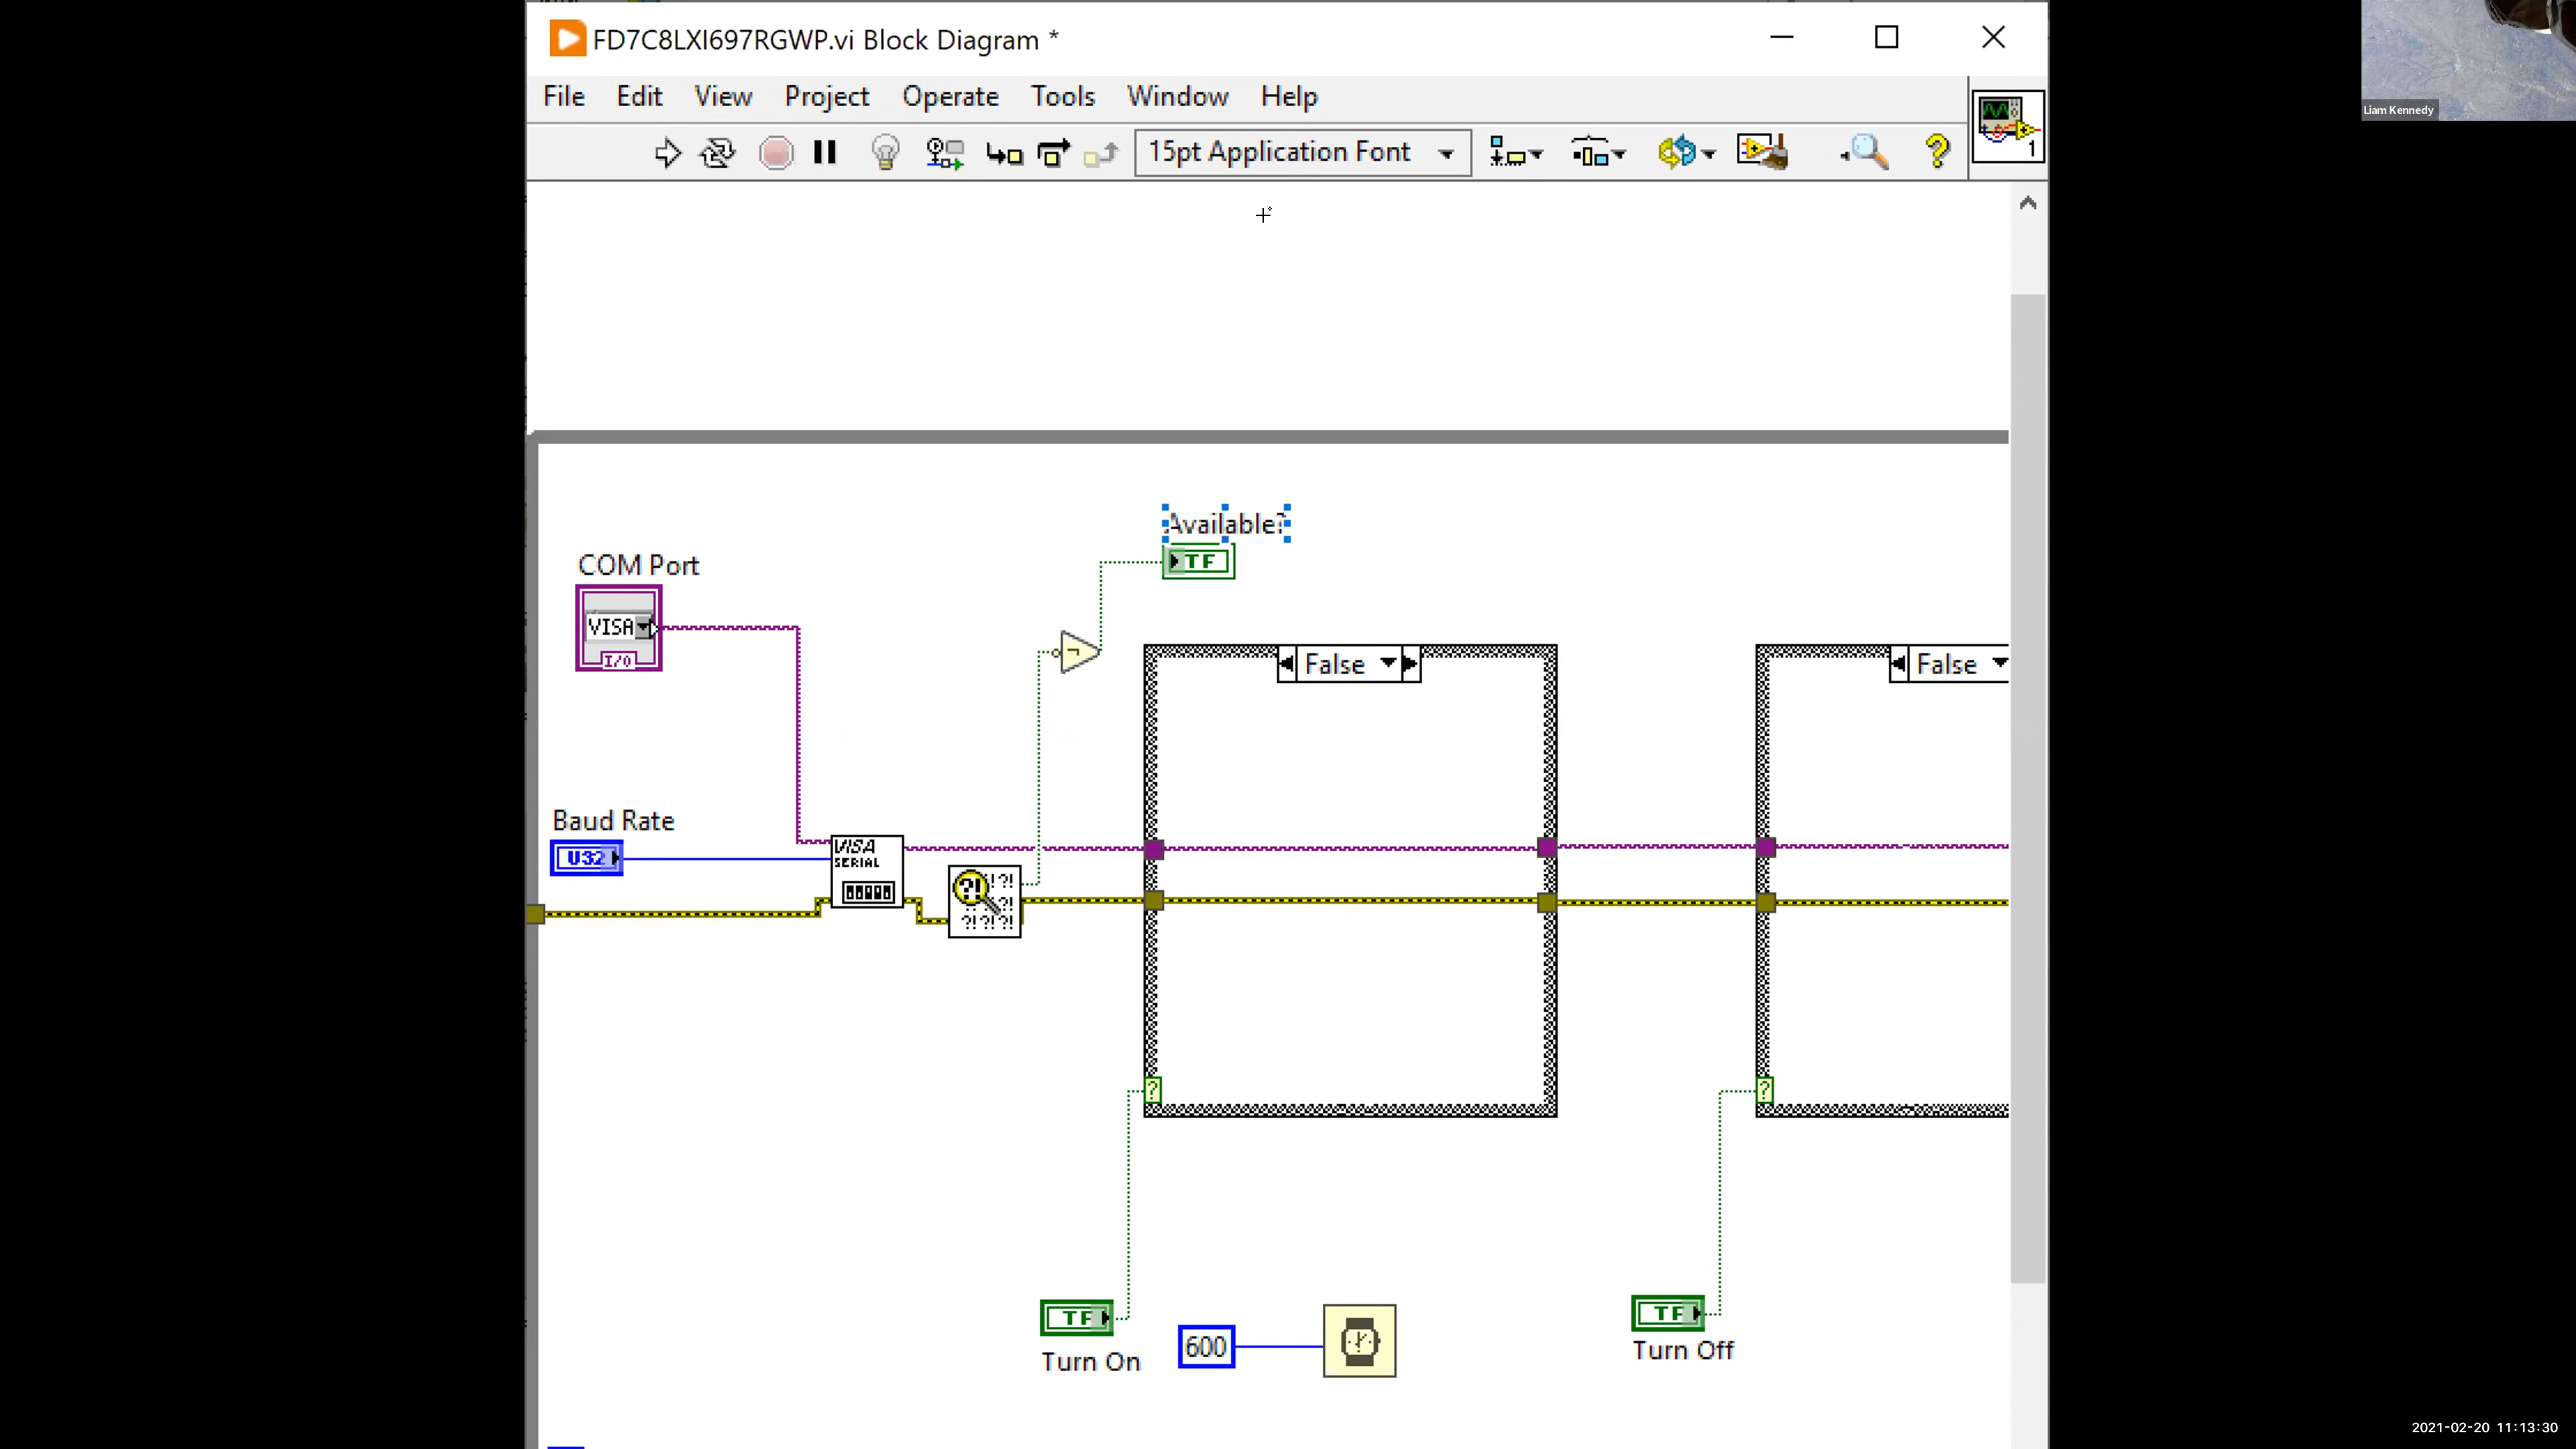 FD7C8LXI697RGWP.vi Block Diagram *
File Edit View Project Operate Tools Window Help
15pt Application Font
1
Liam Kennedy
Available?
TF
COM Port
VISA
I/O
False
False
Baud Rate
U32
VISA
SERIAL
?!
!?!
?!
?!?!?!
?
?
TF
Turn On
600
TF
Turn Off
2021-02-20 11:13:30